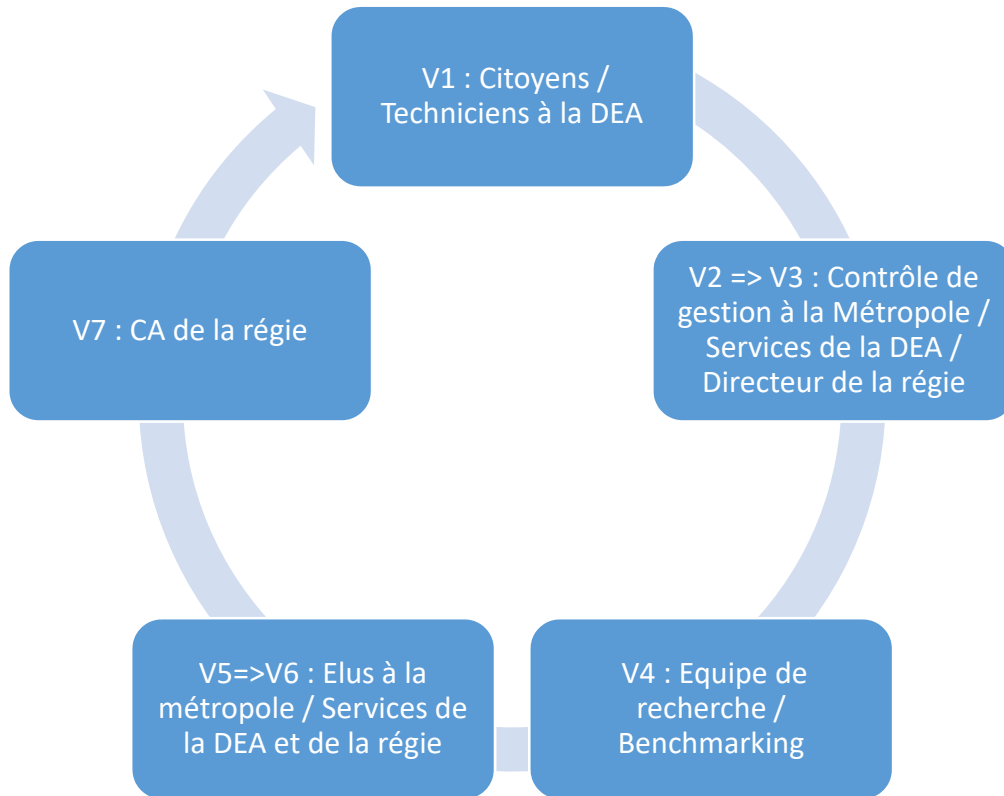 V1 : Citoyens /
Techniciens à la DEA
V2 => V3 : Contrôle de
gestion à la Métropole /
Services de la DEA /
Directeur de la régie
V4 : Equipe de
recherche /
Benchmarking
V5=>V6 : Elus à la
métropole / Services de
la DEA et de la régie
V7 : CA de la régie